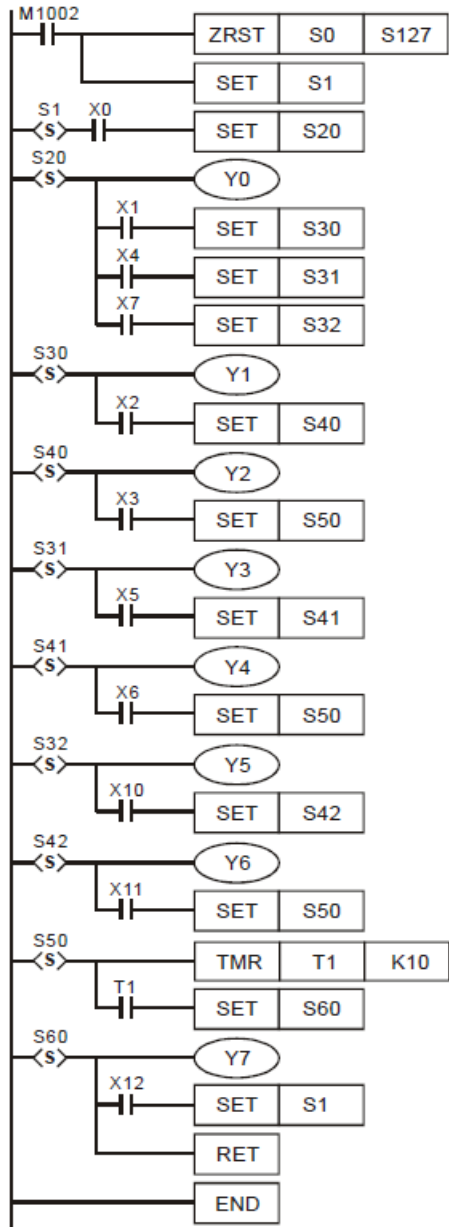 M1002
ZRST S0 S127
SET S1
S1 X0
S SET S20
S20
S Y0
X1
SET S30
X4
SET S31
X7
SET S32
S30
S Y1
X2
SET S40
S40
S Y2
X3
SET S50
S31
S Y3
X5
SET S41
S41
S Y4
X6
SET S50
S32
S Y5
X10
SET S42
S42
S Y6
X11
SET S50
S50
S TMR T1 K10
T1
SET S60
S60
S Y7
X12
SET S1
RET
END